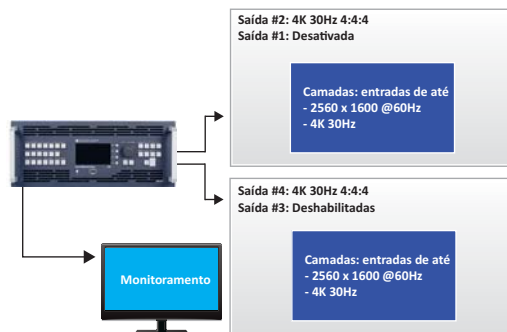 Saída #2: 4K 30Hz 4:4:4
Saída #1: Desativada
Camadas: entradas de até
- 2560 x 1600 @60Hz
- 4K 30Hz
Saída #4: 4K 30Hz 4:4:4
Saída #3: Deshabilitadas
Camadas: entradas de até
- 2560 x 1600 @60Hz
- 4K 30Hz
Monitoramento